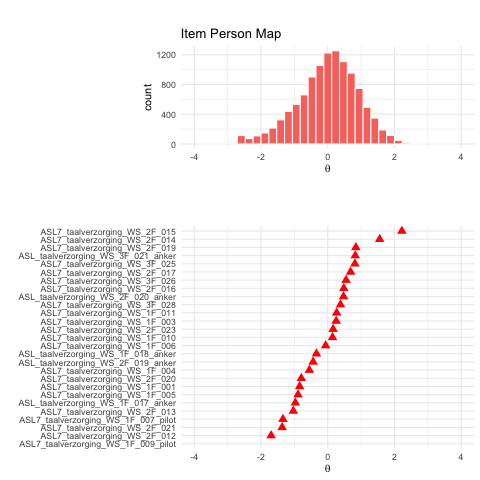 Item Person Map
count
1200
800
400
0
-4 -2 0 2 4
θ
ASL7_taalverzorging_WS_2F_015
ASL7_taalverzorging_WS_2F_014
ASL7_taalverzorging_WS_2F_019
ASL_taalverzorging_WS_3F_021_anker
ASL7_taalverzorging_WS_3F_025
ASL7_taalverzorging_WS_2F_017
ASL7_taalverzorging_WS_3F_026
ASL7_taalverzorging_WS_2F_016
ASL_taalverzorging_WS_2F_020_anker
ASL7_taalverzorging_WS_3F_028
ASL7_taalverzorging_WS_1F_011
ASL7_taalverzorging_WS_1F_003
ASL7_taalverzorging_WS_2F_023
ASL7_taalverzorging_WS_1F_010
ASL7_taalverzorging_WS_1F_006
ASL_taalverzorging_WS_1F_018_anker
ASL_taalverzorging_WS_2F_019_anker
ASL7_taalverzorging_WS_1F_004
ASL7_taalverzorging_WS_2F_020
ASL7_taalverzorging_WS_1F_001
ASL7_taalverzorging_WS_1F_005
ASL_taalverzorging_WS_1F_017_anker
ASL7_taalverzorging_WS_2F_013
ASL7_taalverzorging_WS_1F_007_pilot
ASL7_taalverzorging_WS_2F_021
ASL7_taalverzorging_WS_2F_012
ASL7_taalverzorging_WS_1F_009_pilot
-4 -2 0 2 4
θ